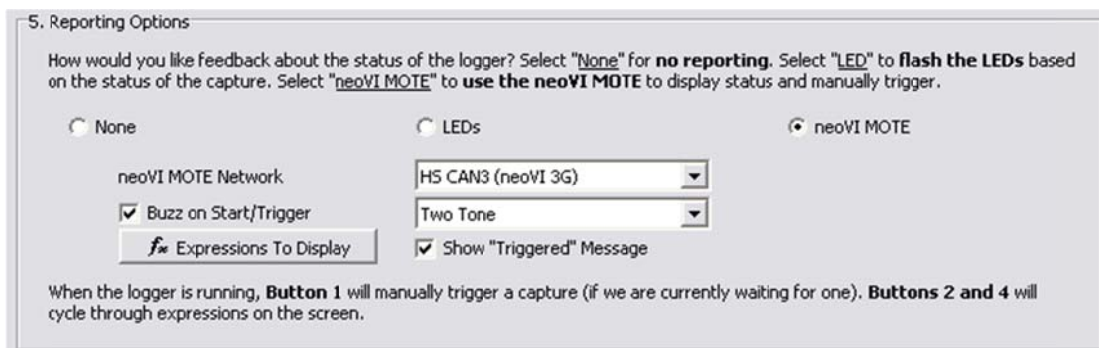 5. Reporting Options
How would you like feedback about the status of the logger? Select "None" for no reporting. Select "LED" to flash the LEDs based
on the status of the capture. Select "neoVI MOTE" to use the neoVI MOTE to display status and manually trigger.
None LEDs neoVI MOTE
neoVI MOTE Network HS CAN3 (neoVI 3G)
Buzz on Start/Trigger Two Tone
fx Expressions To Display Show "Triggered" Message
When the logger is running, Button 1 will manually trigger a capture (if we are currently waiting for one). Buttons 2 and 4 will
cycle through expressions on the screen.